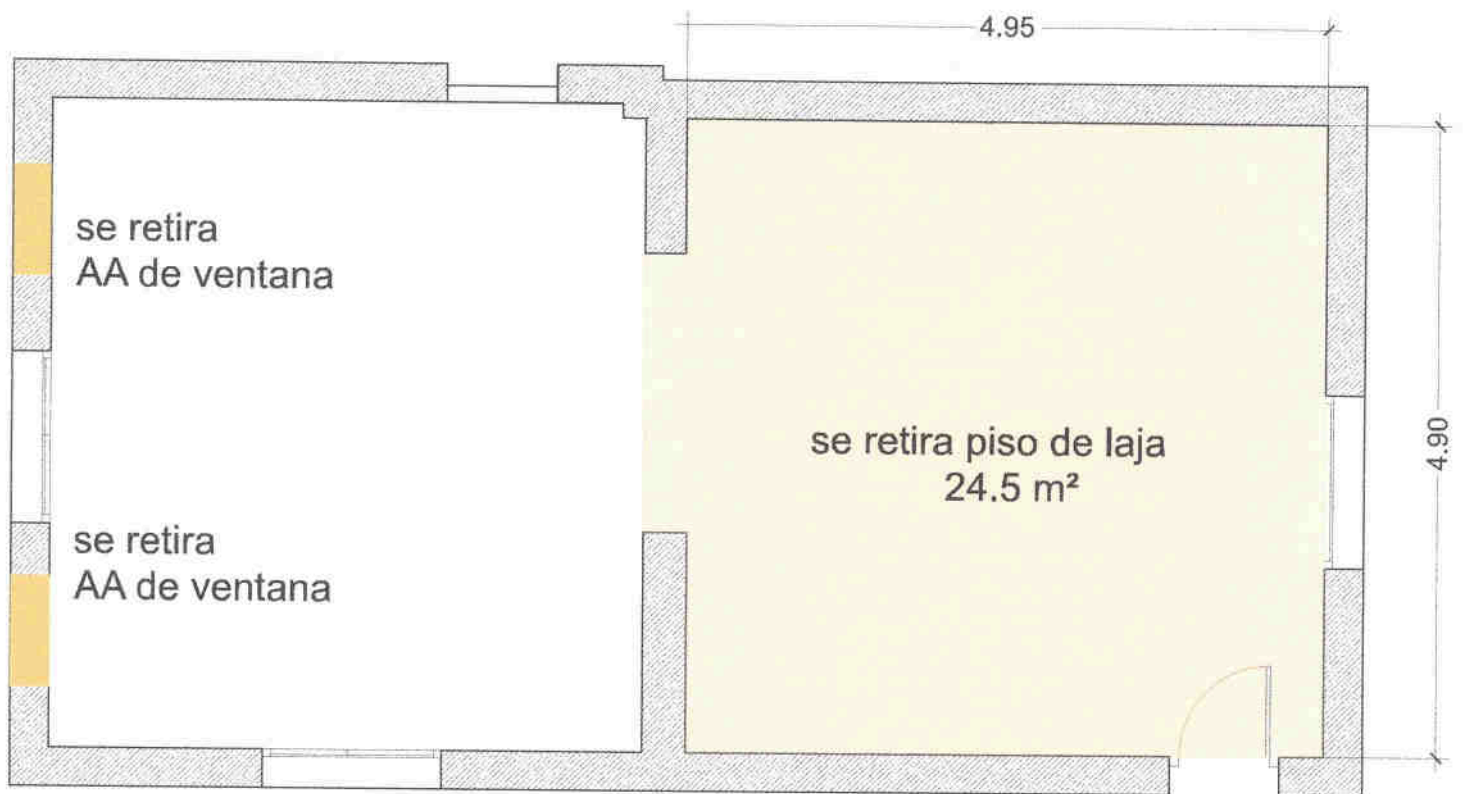 4.95
se retira
AA de ventana
se retira piso de laja
24.5 m²
4.90
se retira
AA de ventana